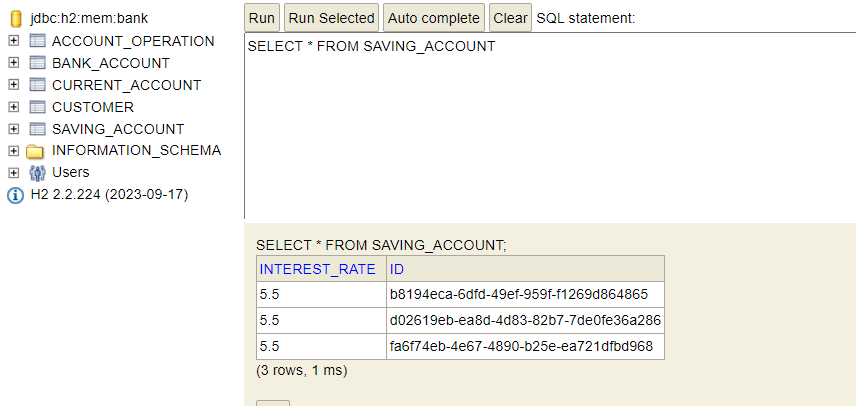 jdbc:h2:mem:bank
ACCOUNT_OPERATION
BANK_ACCOUNT
CURRENT_ACCOUNT
CUSTOMER
SAVING_ACCOUNT
INFORMATION_SCHEMA
Users
H2 2.2.224 (2023-09-17)
Run Run Selected Auto complete Clear SQL statement:
SELECT * FROM SAVING_ACCOUNT
SELECT * FROM SAVING_ACCOUNT;
INTEREST_RATE ID
5.5 b8194eca-6dfd-49ef-959f-f1269d864865
5.5 d02619eb-ea8d-4d83-82b7-7de0fe36a286
5.5 fa6f74eb-4e67-4890-b25e-ea721dfbd968
(3 rows, 1 ms)